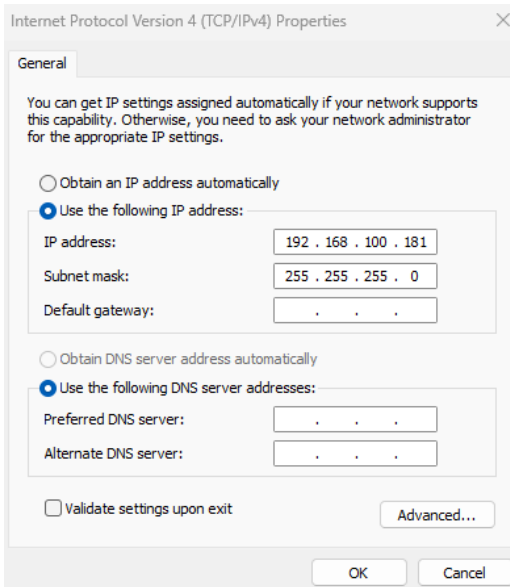 Internet Protocol Version 4 (TCP/IPv4) Properties
General
You can get IP settings assigned automatically if your network supports
this capability. Otherwise, you need to ask your network administrator
for the appropriate IP settings.
Obtain an IP address automatically
Use the following IP address:
IP address: 192 . 168 . 100 . 181
Subnet mask: 255 . 255 . 255 . 0
Default gateway: . . .
Obtain DNS server address automatically
Use the following DNS server addresses:
Preferred DNS server: . . .
Alternate DNS server: . . .
Validate settings upon exit
Advanced...
OK Cancel